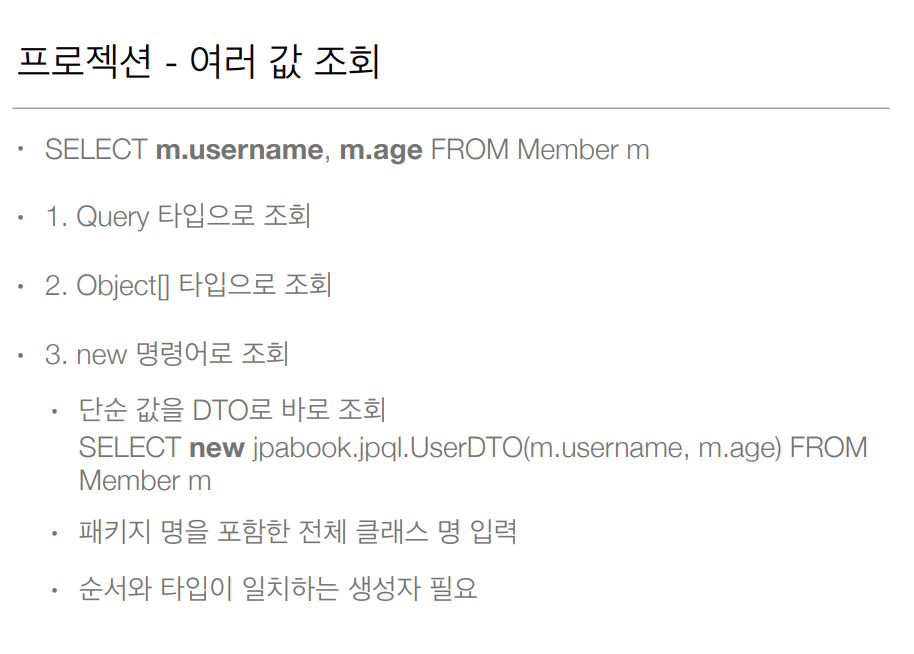 프로젝션 - 여러 값 조회
• SELECT m.username, m.age FROM Member m
• 1. Query 타입으로 조회
• 2. Object[] 타입으로 조회
• 3. new 명령어로 조회
• 단순 값을 DTO로 바로 조회
SELECT new jpabook.jpql.UserDTO(m.username, m.age) FROM
Member m
• 패키지 명을 포함한 전체 클래스 명 입력
• 순서와 타입이 일치하는 생성자 필요